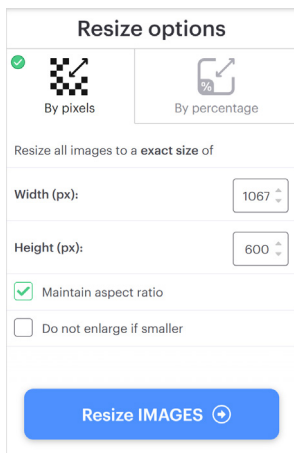 Resize options
%
By pixels
By percentage
Resize all images to a exact size of
Width (px):
1067
Height (px):
600
Maintain aspect ratio
Do not enlarge if smaller
Resize IMAGES